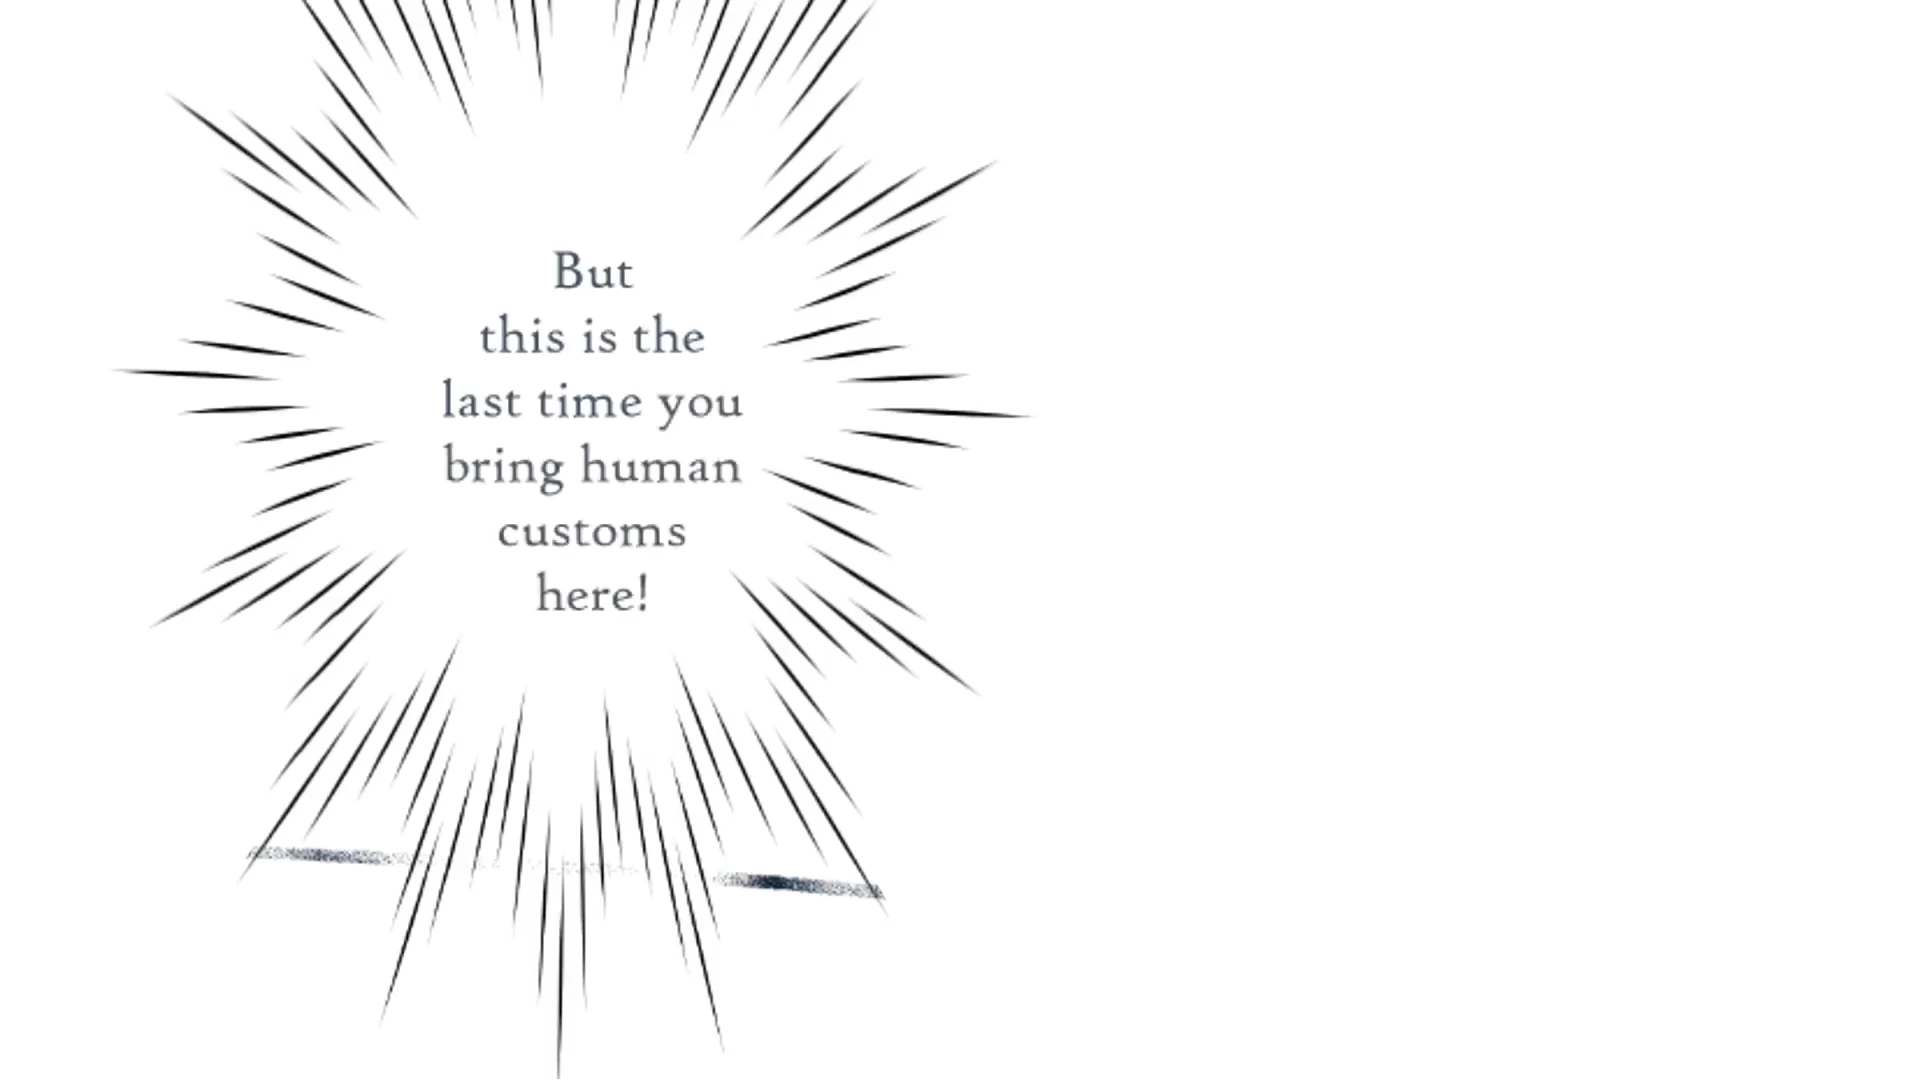 But
this is the
last time you
bring human
customs
here!